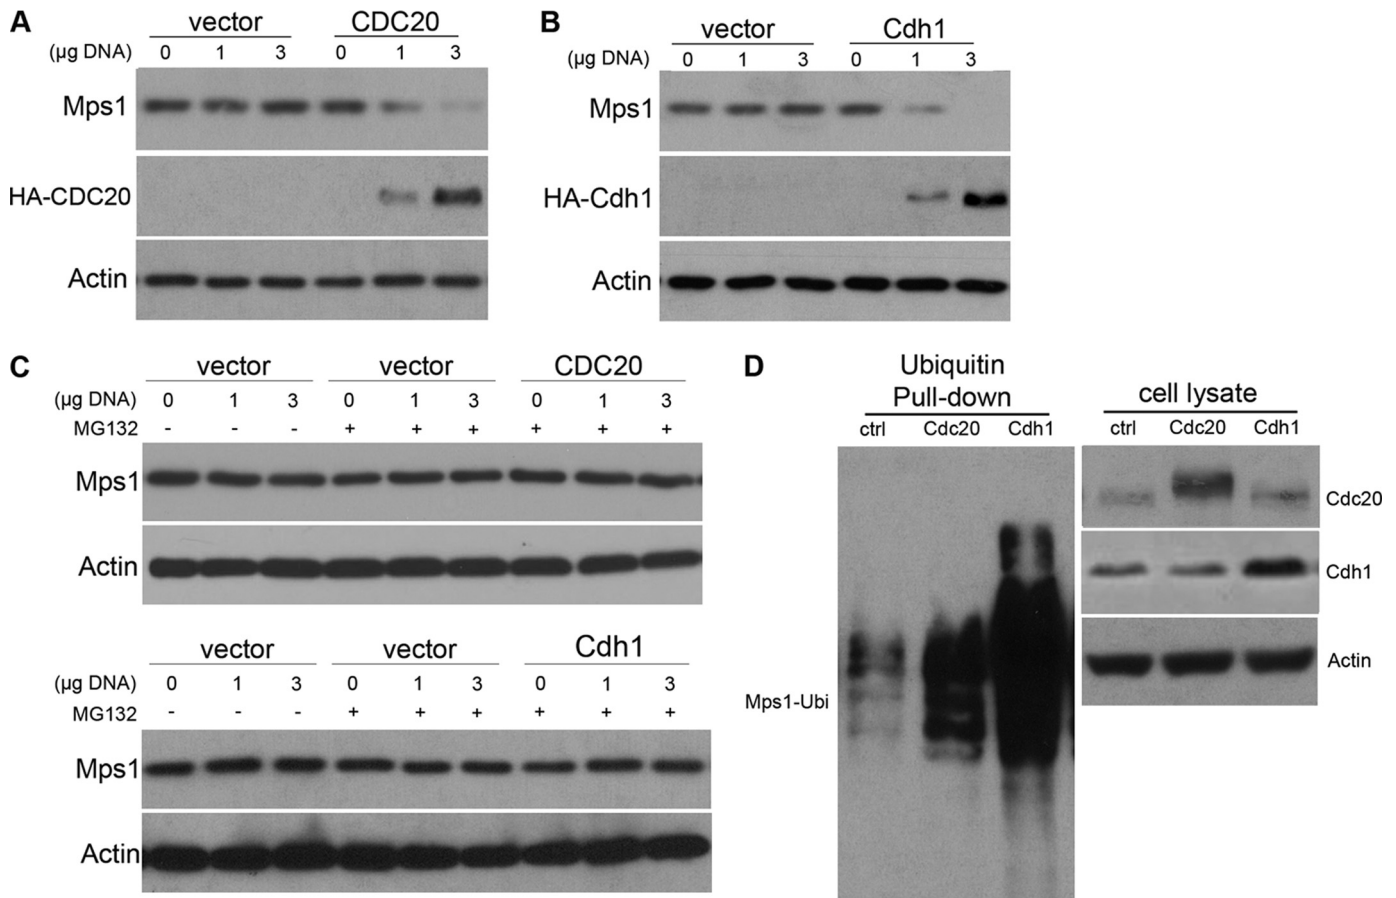 A
vector CDC20
(μg DNA) 0 1 3 0 1 3
Mps1
HA-CDC20
Actin
B
vector Cdh1
(μg DNA) 0 1 3 0 1 3
Mps1
HA-Cdh1
Actin
C
vector vector CDC20
(μg DNA) 0 1 3 0 1 3 0 1 3
MG132 - - - + + + + + +
Mps1
Actin
vector vector Cdh1
(μg DNA) 0 1 3 0 1 3 0 1 3
MG132 - - - + + + + + +
Mps1
Actin
D
Ubiquitin
Pull-down
ctrl Cdc20 Cdh1
Mps1-Ubi
cell lysate
ctrl Cdc20 Cdh1
Cdc20
Cdh1
Actin